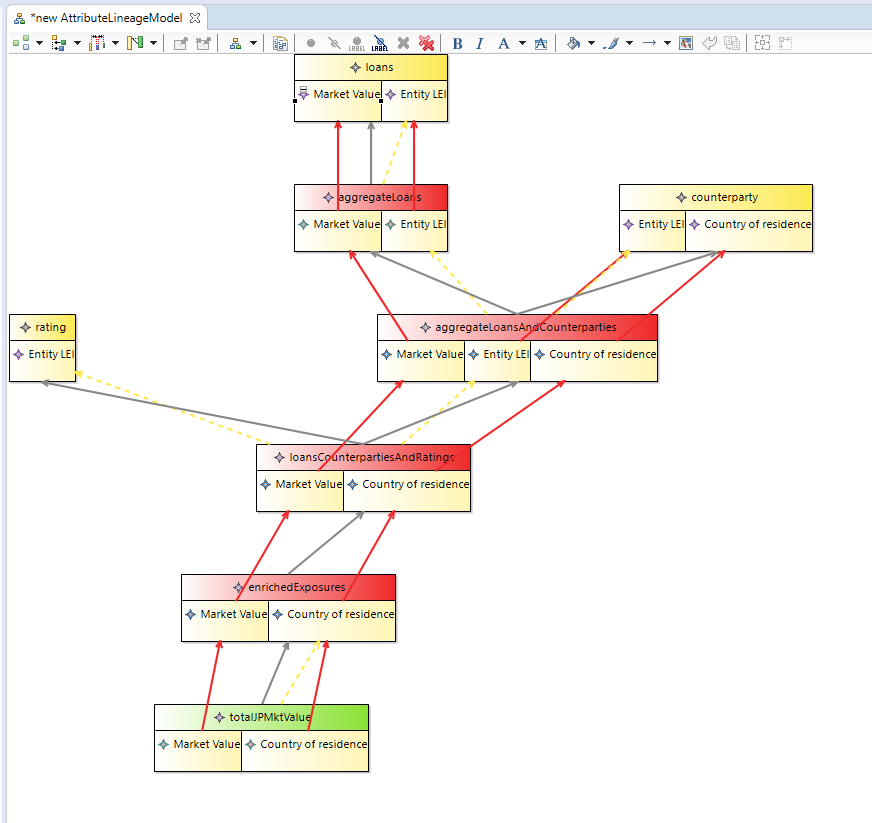 *new AttributeLineageModel
LABEL LABEL B I A A
loans
Market Value Entity LEI
aggregateLoans
Market Value Entity LEI
counterparty
Entity LEI Country of residence
rating
Entity LEI
aggregateLoansAndCounterparties
Market Value Entity LEI Country of residence
loansCounterpartiesAndRatings
Market Value Country of residence
enrichedExposures
Market Value Country of residence
totalJPMktValue
Market Value Country of residence